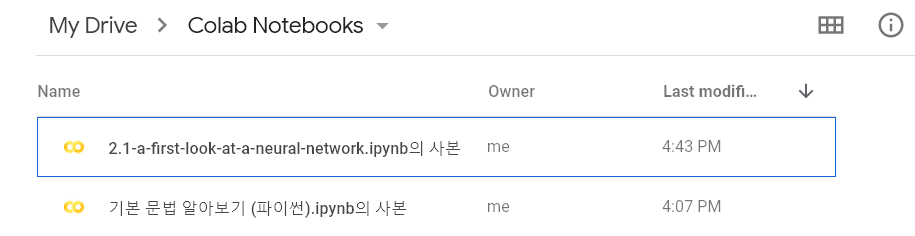 My Drive > Colab Notebooks
Name Owner Last modifi...
2.1-a-first-look-at-a-neural-network.ipynb의 사본 me 4:43 PM
기본 문법 알아보기 (파이썬).ipynb의 사본 me 4:07 PM